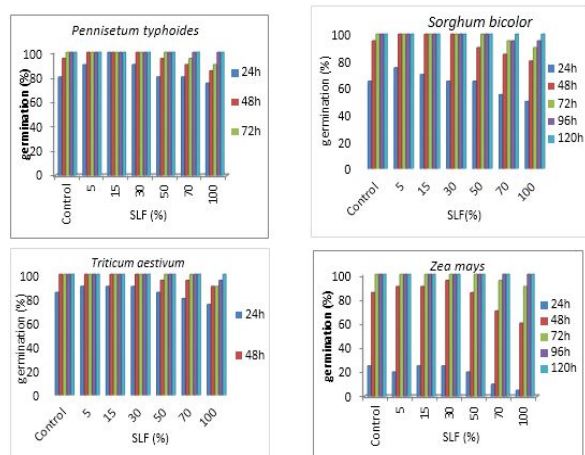 Pennisetum typhoides
germination (%)
100
80
60
40
20
0
Control
5
15
30
50
70
100
SLF (%)
24h
48h
72h
Sorghum bicolor
germination (%)
100
80
60
40
20
0
Control
5
15
30
50
70
100
SLF(%)
24h
48h
72h
96h
120h
Triticum aestivum
germination (%)
100
80
60
40
20
0
Control
5
15
30
50
70
100
SLF (%)
24h
48h
Zea mays
germination (%)
100
80
60
40
20
0
Control
5
15
30
50
70
100
SLF (%)
24h
48h
72h
96h
120h